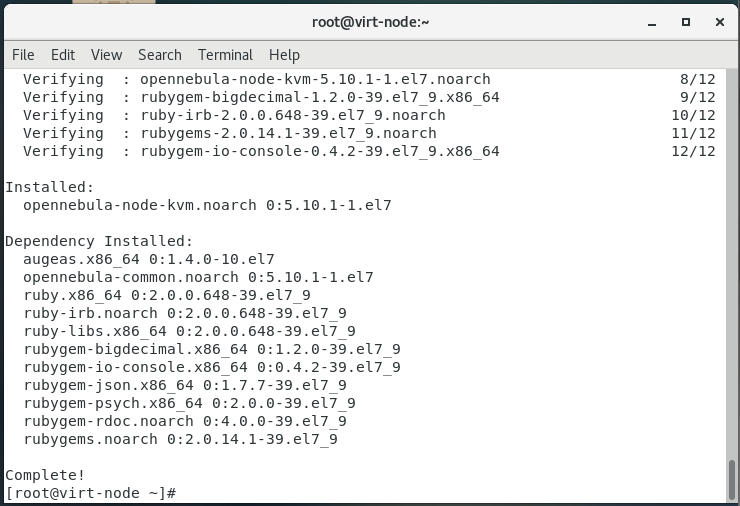 root@virt-node:~
File Edit View Search Terminal Help
Verifying : opennebula-node-kvm-5.10.1-1.el7.noarch 8/12
Verifying : rubygem-bigdecimal-1.2.0-39.el7_9.x86_64 9/12
Verifying : ruby-irb-2.0.0.648-39.el7_9.noarch 10/12
Verifying : rubygems-2.0.14.1-39.el7_9.noarch 11/12
Verifying : rubygem-io-console-0.4.2-39.el7_9.x86_64 12/12
Installed:
opennebula-node-kvm.noarch 0:5.10.1-1.el7
Dependency Installed:
augeas.x86_64 0:1.4.0-10.el7
opennebula-common.noarch 0:5.10.1-1.el7
ruby.x86_64 0:2.0.0.648-39.el7_9
ruby-irb.noarch 0:2.0.0.648-39.el7_9
ruby-libs.x86_64 0:2.0.0.648-39.el7_9
rubygem-bigdecimal.x86_64 0:1.2.0-39.el7_9
rubygem-io-console.x86_64 0:0.4.2-39.el7_9
rubygem-json.x86_64 0:1.7.7-39.el7_9
rubygem-psych.x86_64 0:2.0.0-39.el7_9
rubygem-rdoc.noarch 0:4.0.0-39.el7_9
rubygems.noarch 0:2.0.14.1-39.el7_9
Complete!
[root@virt-node ~]#